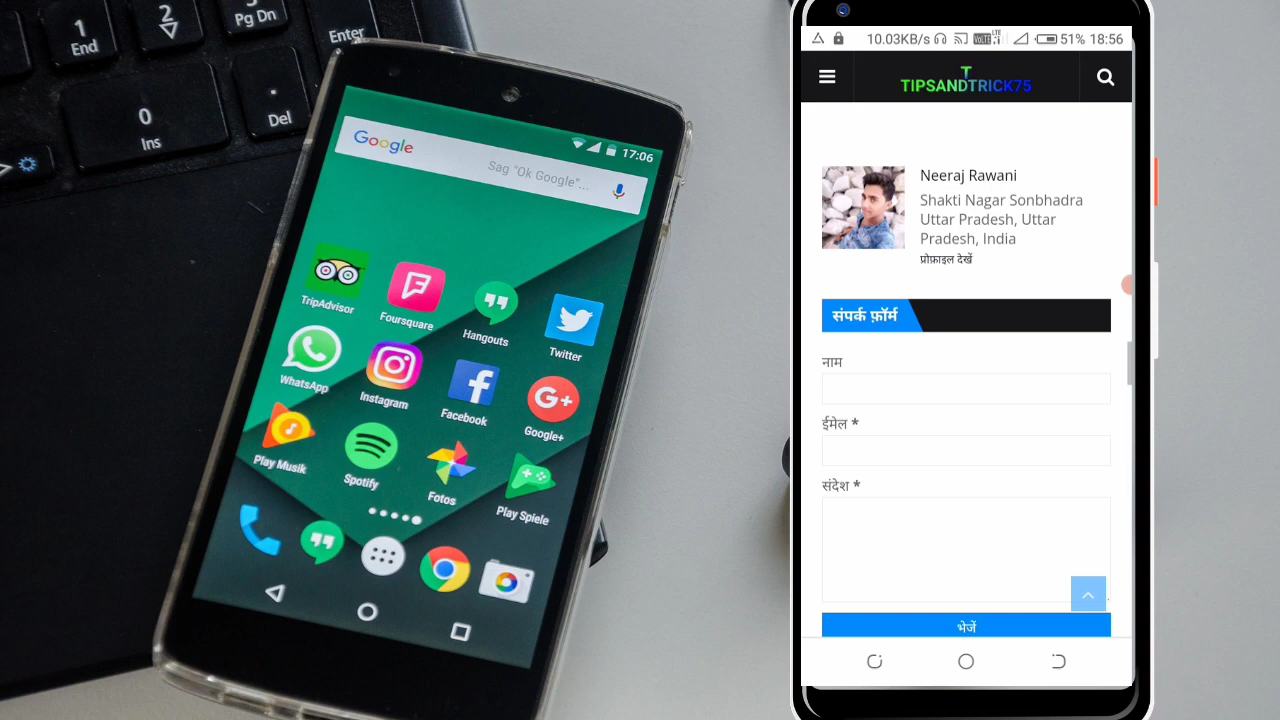 1
End
2
Pg Dn
Enter
0
Ins
.
Del
17:06
Google
Sag "Ok Google"...
TripAdvisor
Foursquare
Hangouts
Twitter
WhatsApp
Instagram
Facebook
Google+
Play Musik
Spotify
Fotos
Play Spiele
10.03KB/s
LTE
51% 18:56
T
TIPSANDTRICK75
Neeraj Rawani
Shakti Nagar Sonbhadra
Uttar Pradesh, Uttar
Pradesh, India
प्रोफ़ाइल देखें
संपर्क फ़ॉर्म
नाम
ईमेल *
संदेश *
भेजें